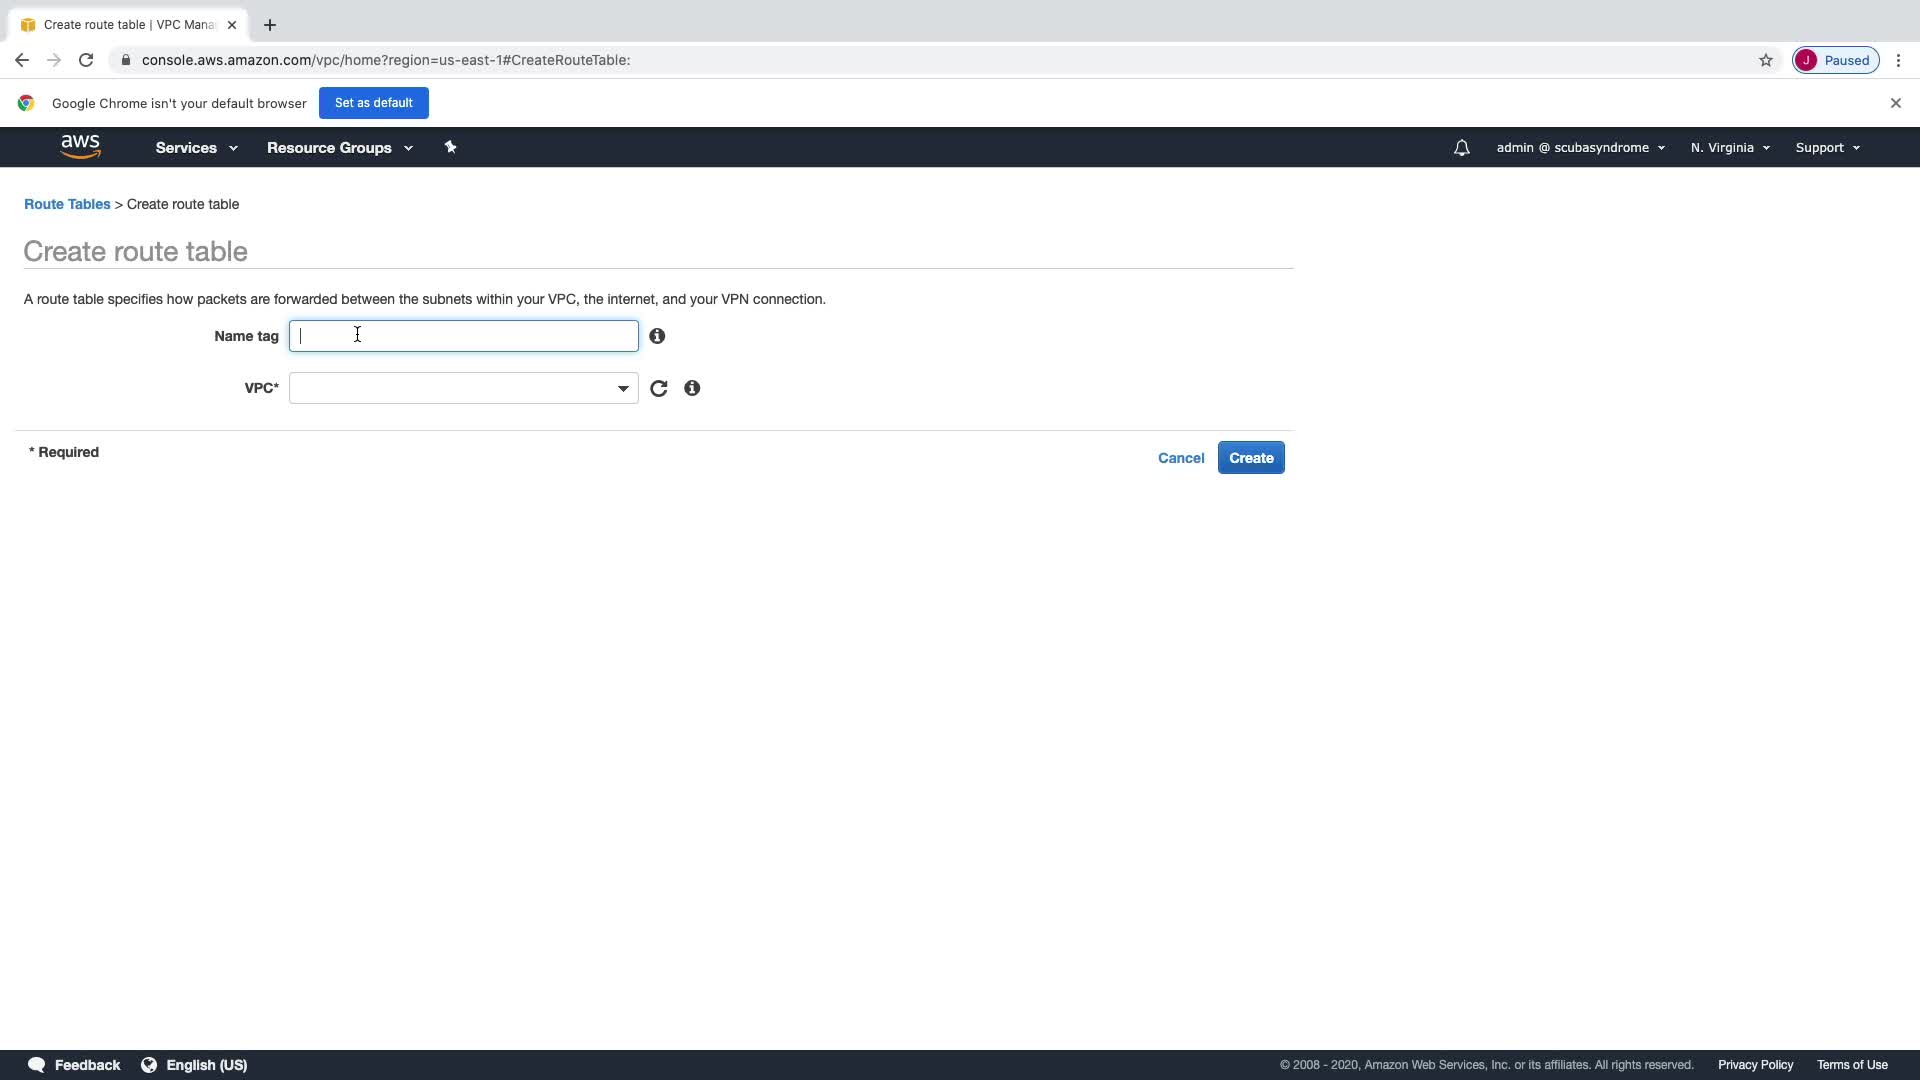 Create route table | VPC Mana
console.aws.amazon.com/vpc/home?region=us-east-1#CreateRouteTable:
J Paused
Google Chrome isn't your default browser Set as default
aws Services Resource Groups admin @ scubasyndrome N. Virginia Support
Route Tables > Create route table
Create route table
A route table specifies how packets are forwarded between the subnets within your VPC, the internet, and your VPN connection.
Name tag
VPC*
* Required
Cancel Create
Feedback English (US) © 2008 - 2020, Amazon Web Services, Inc. or its affiliates. All rights reserved. Privacy Policy Terms of Use